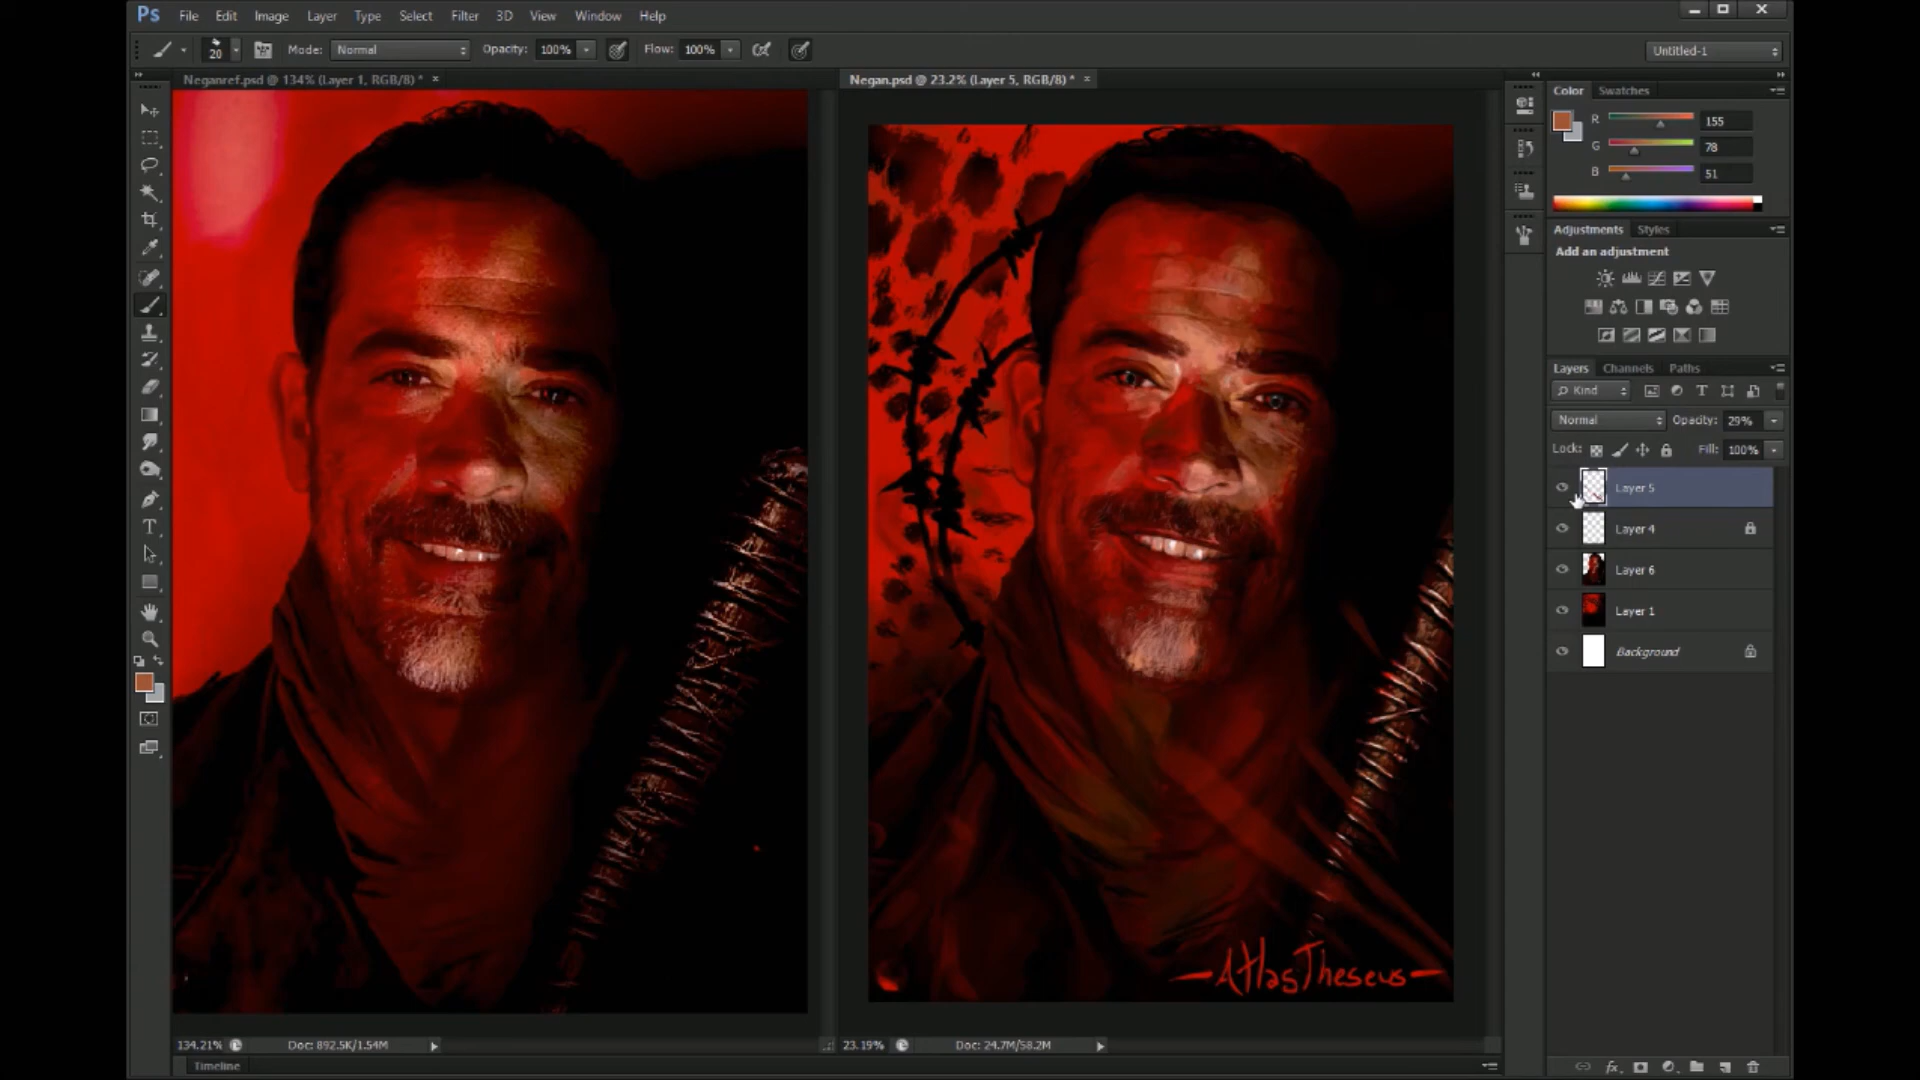 Ps File Edit Image Layer Type Select Filter 3D View Window Help
20 Mode: Normal Opacity: 100% Flow: 100% Untitled-1
Neganref.psd @ 134% (Layer 1, RGB/8) * × Negan.psd @ 23.2% (Layer 5, RGB/8) * ×
Color Swatches
R 155
G 78
B 51
Adjustments Styles
Add an adjustment
Layers Channels Paths
Kind
Normal Opacity: 29%
Lock: Fill: 100%
Layer 5
Layer 4
Layer 6
Layer 1
Background
-AtlasTheseus-
134.21% Doc: 892.5K/1.54M 23.19% Doc: 24.7M/58.2M
Timeline